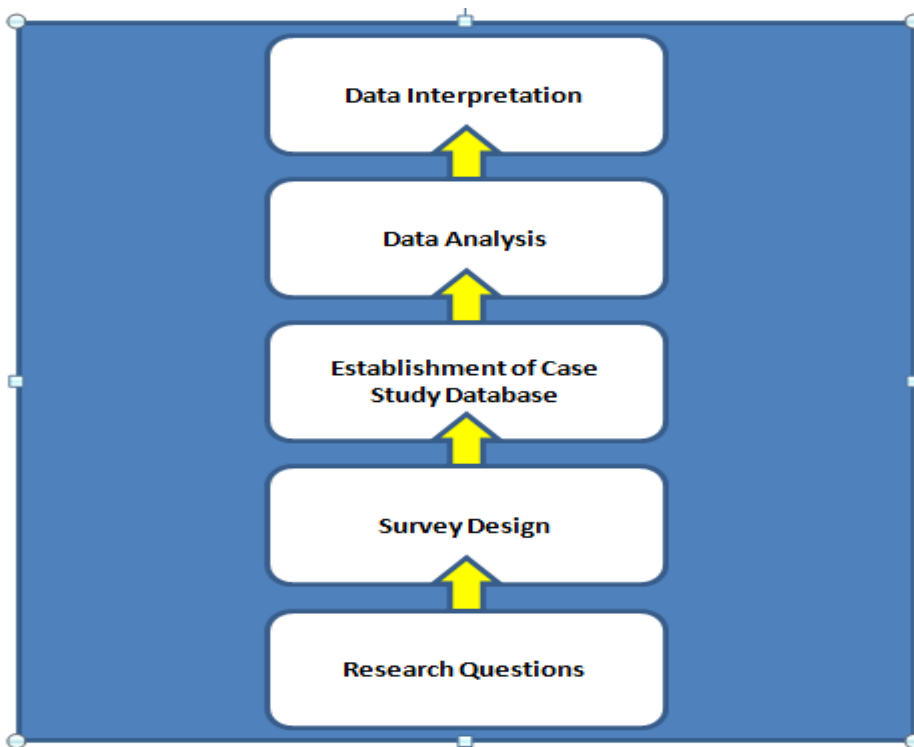 Data Interpretation
Data Analysis
Establishment of Case
Study Database
Survey Design
Research Questions